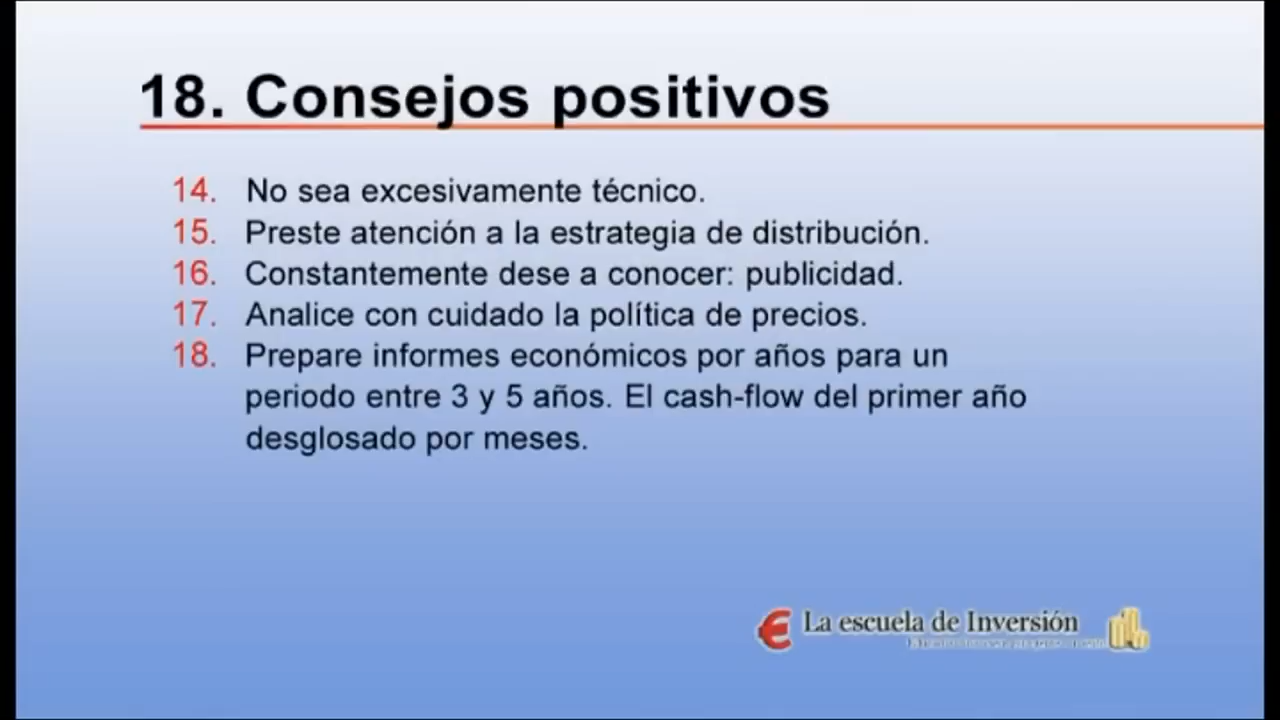 18. Consejos positivos
14. No sea excesivamente técnico.
15. Preste atención a la estrategia de distribución.
16. Constantemente dese a conocer: publicidad.
17. Analice con cuidado la política de precios.
18. Prepare informes económicos por años para un
periodo entre 3 y 5 años. El cash-flow del primer año
desglosado por meses.
€ La escuela de Inversión